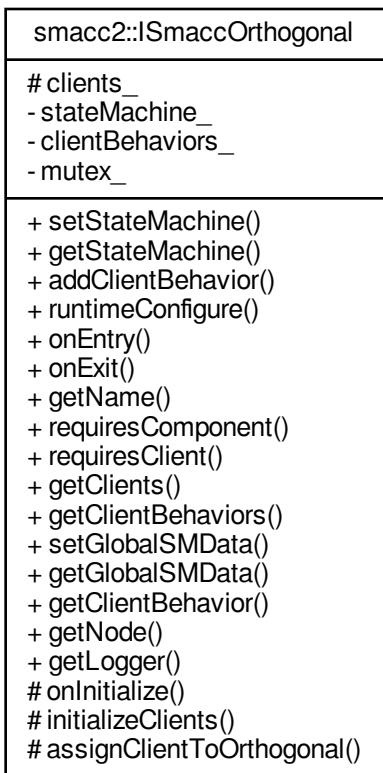 smacc2::ISmaccOrthogonal
# clients_
- stateMachine_
- clientBehaviors_
- mutex_
+ setStateMachine()
+ getStateMachine()
+ addClientBehavior()
+ runtimeConfigure()
+ onEntry()
+ onExit()
+ getName()
+ requiresComponent()
+ requiresClient()
+ getClients()
+ getClientBehaviors()
+ setGlobalSMData()
+ getGlobalSMData()
+ getClientBehavior()
+ getNode()
+ getLogger()
# onInitialize()
# initializeClients()
# assignClientToOrthogonal()